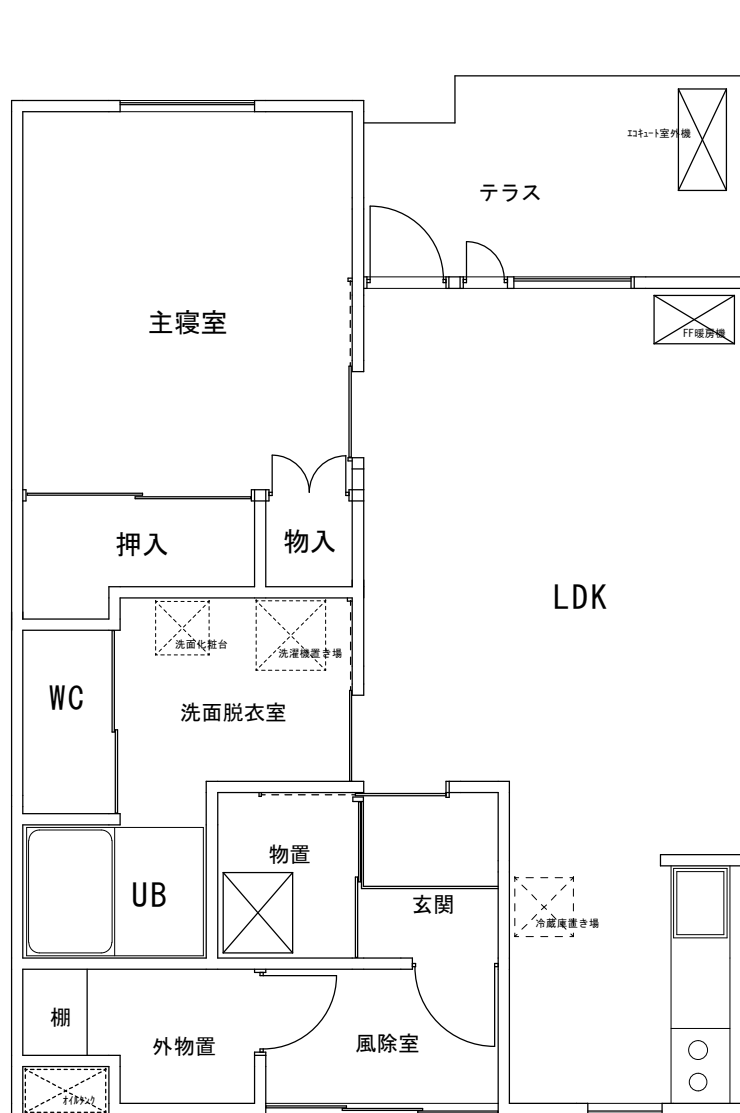 エコキュート室外機
テラス
主寝室
FF暖房機
押入
物入
LDK
洗面化粧台
洗濯機置き場
WC
洗面脱衣室
物置
UB
玄関
冷蔵庫置き場
棚
外物置
風除室
オイルタンク